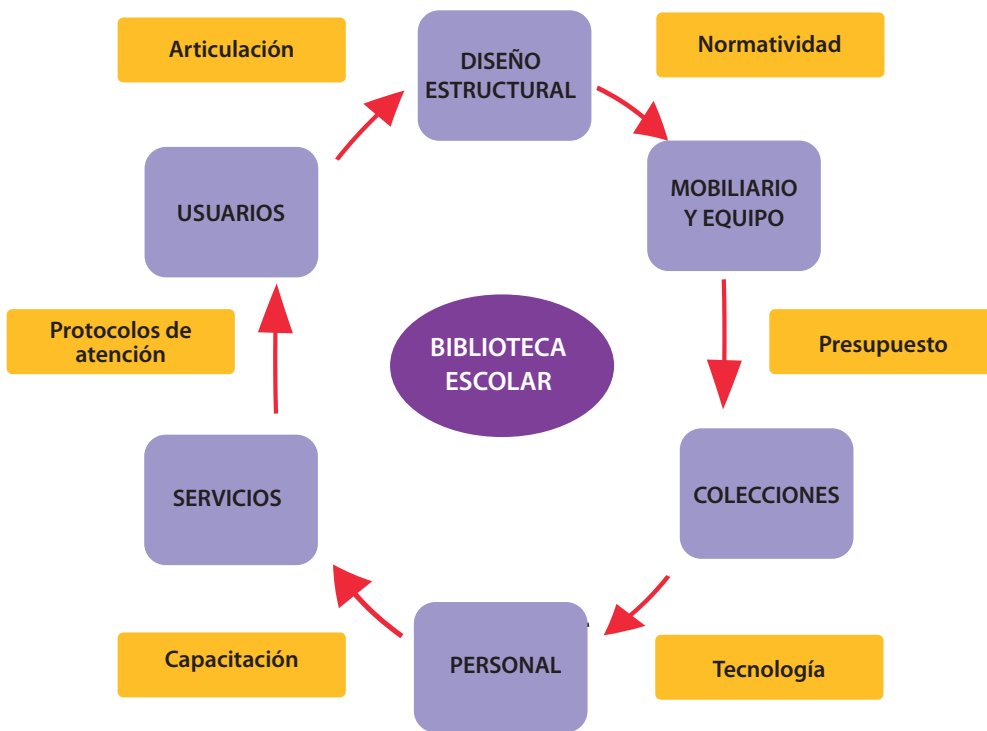 Articulación
DISEÑO
ESTRUCTURAL
Normatividad
USUARIOS
MOBILIARIO
Y EQUIPO
Protocolos de
atención
BIBLIOTECA
ESCOLAR
Presupuesto
SERVICIOS
COLECCIONES
Capacitación
PERSONAL
Tecnología